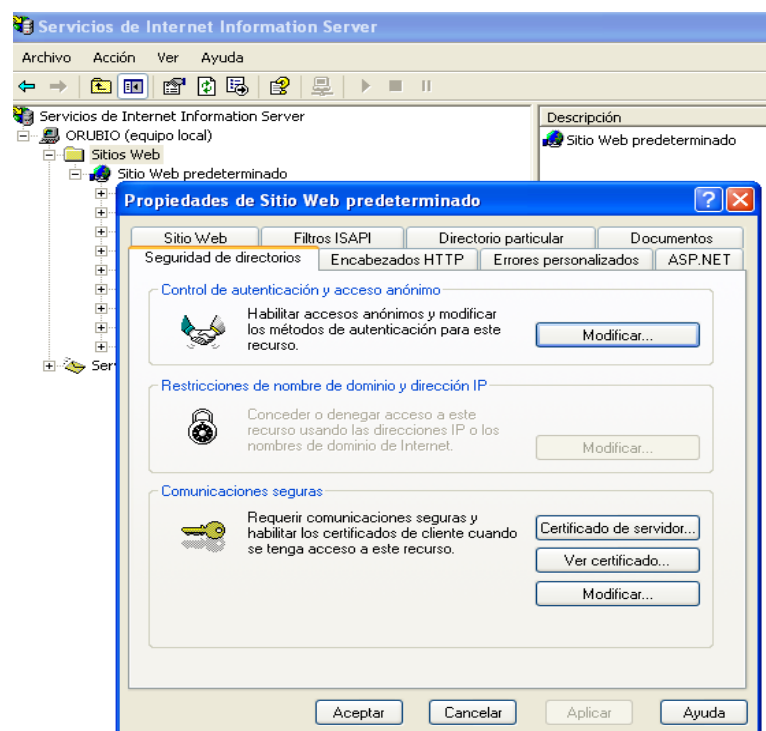 Servicios de Internet Information Server
Archivo Acción Ver Ayuda
Servicios de Internet Information Server
ORUBIO (equipo local)
Sitios Web
Sitio Web predeterminado
Ser
Descripción
Sitio Web predeterminado
Propiedades de Sitio Web predeterminado
Sitio Web Filtros ISAPI Directorio particular Documentos
Seguridad de directorios Encabezados HTTP Errores personalizados ASP.NET
Control de autenticación y acceso anónimo
Habilitar accesos anónimos y modificar
los métodos de autenticación para este
recurso.
Modificar...
Restricciones de nombre de dominio y dirección IP
Conceder o denegar acceso a este
recurso usando las direcciones IP o los
nombres de dominio de Internet.
Modificar...
Comunicaciones seguras
Requerir comunicaciones seguras y
habilitar los certificados de cliente cuando
se tenga acceso a este recurso.
Certificado de servidor...
Ver certificado...
Modificar...
Aceptar Cancelar Aplicar Ayuda